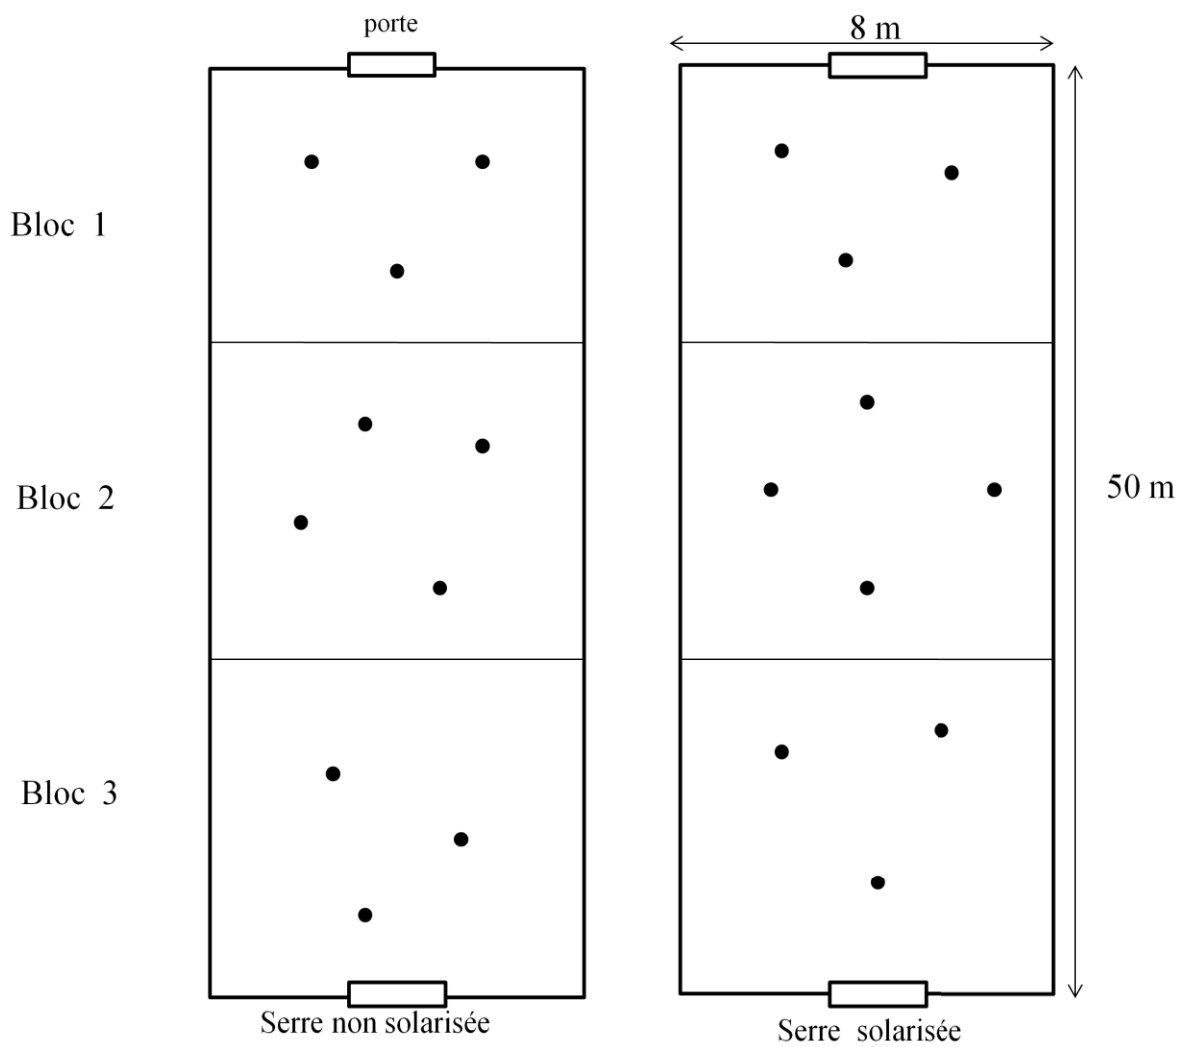 porte
8 m
Bloc 1
Bloc 2
50 m
Bloc 3
Serre non solarisée
Serre solarisée